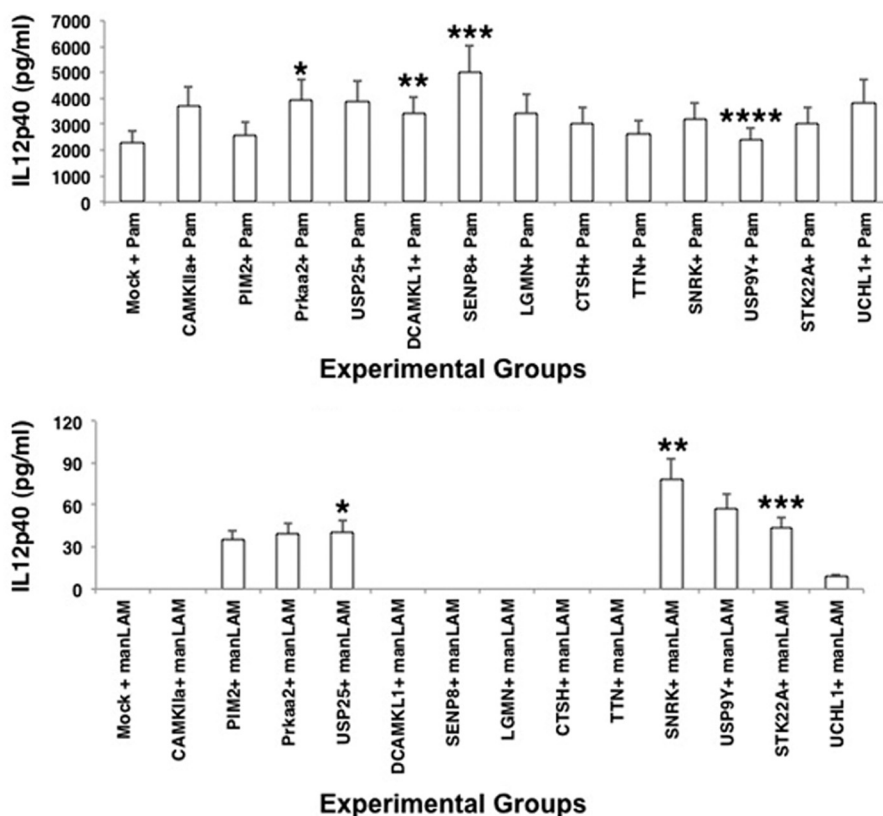 IL12p40 (pg/ml)
7000
6000
5000
4000
3000
2000
1000
0
*
**
***
****
Mock + Pam
CAMKIIa+ Pam
PIM2+ Pam
Prkaa2+ Pam
USP25+ Pam
DCAMKL1+ Pam
SENP8+ Pam
LGMN+ Pam
CTSH+ Pam
TTN+ Pam
SNRK+ Pam
USP9Y+ Pam
STK22A+ Pam
UCHL1+ Pam
Experimental Groups
IL12p40 (pg/ml)
120
90
60
30
0
*
**
***
Mock + manLAM
CAMKIIa+ manLAM
PIM2+ manLAM
Prkaa2+ manLAM
USP25+ manLAM
DCAMKL1+ manLAM
SENP8+ manLAM
LGMN+ manLAM
CTSH+ manLAM
TTN+ manLAM
SNRK+ manLAM
USP9Y+ manLAM
STK22A+ manLAM
UCHL1+ manLAM
Experimental Groups